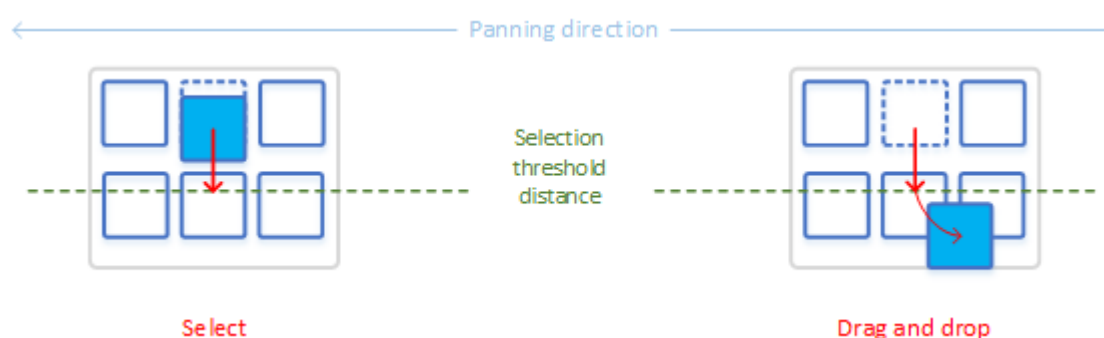 Panning direction
Selection
threshold
distance
Select
Drag and drop